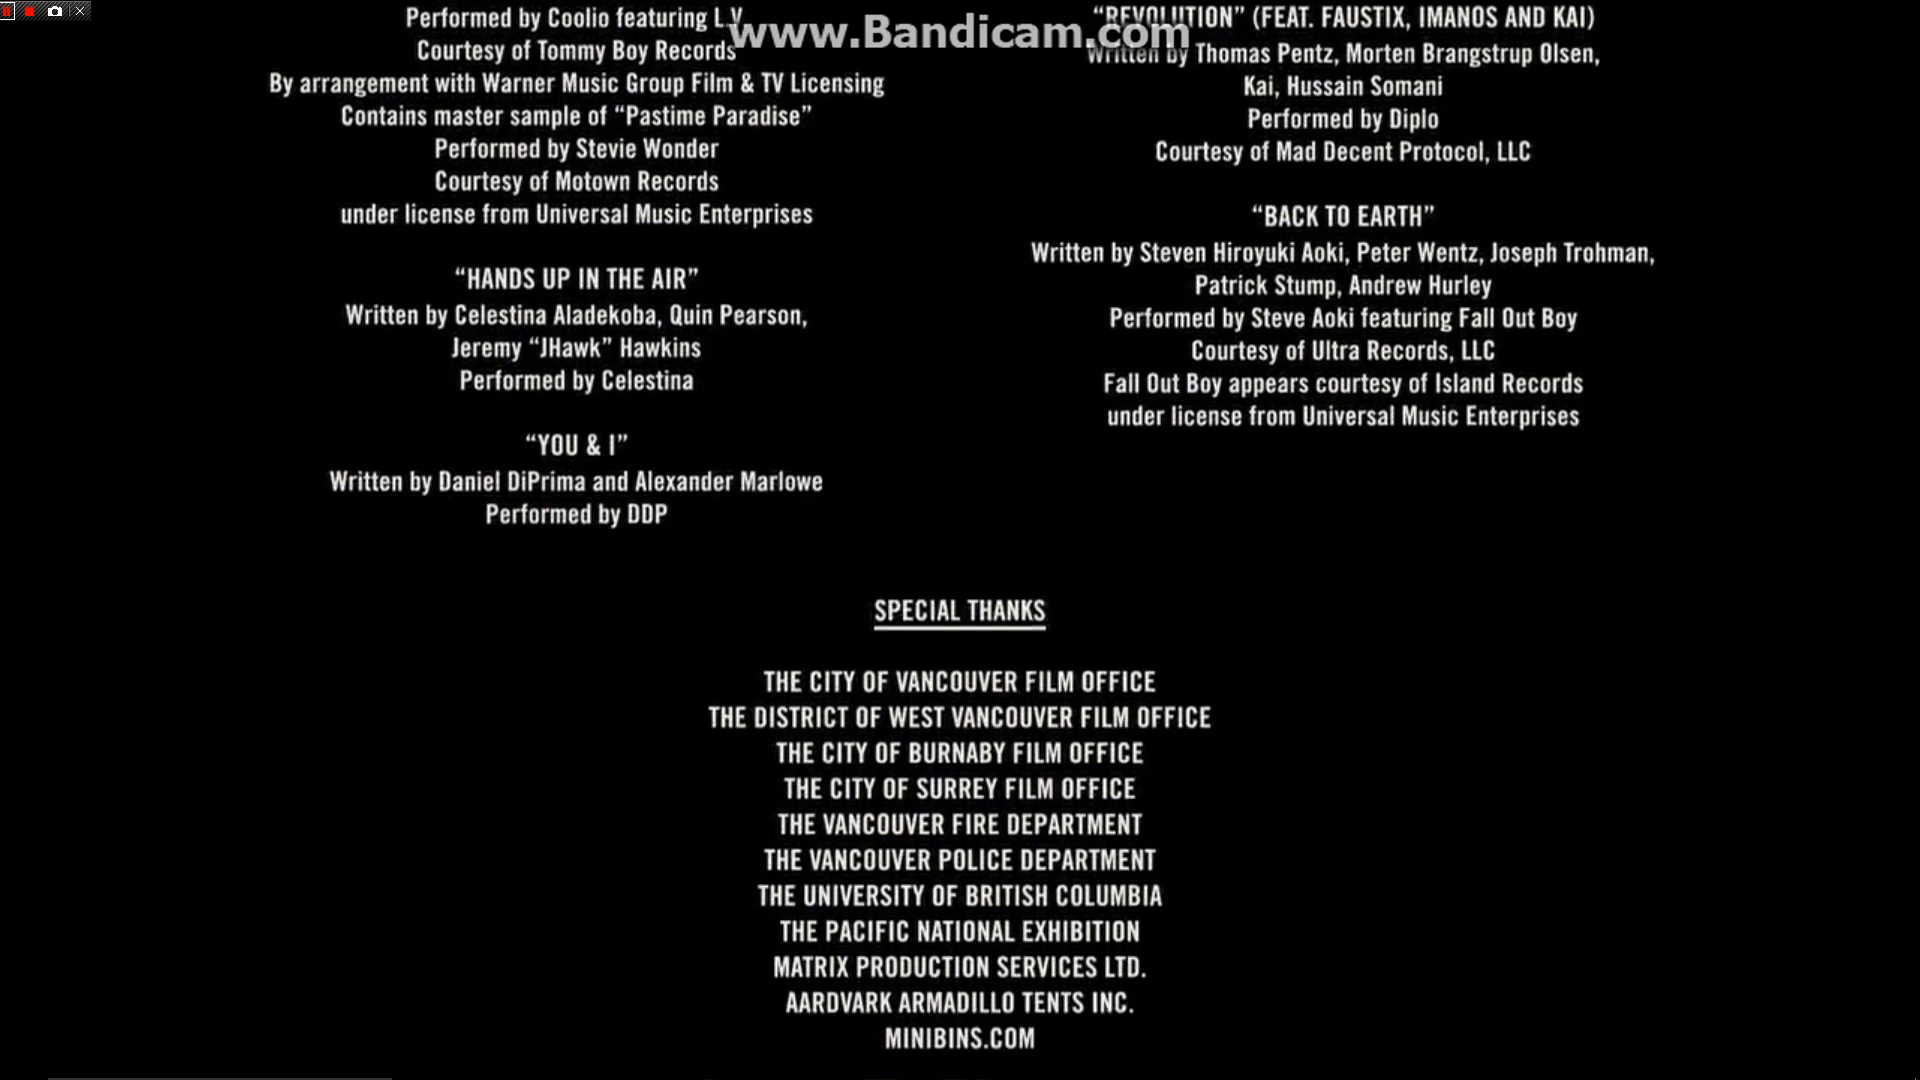 www.Bandicam.com
Performed by Coolio featuring L.V.
Courtesy of Tommy Boy Records
By arrangement with Warner Music Group Film & TV Licensing
Contains master sample of “Pastime Paradise”
Performed by Stevie Wonder
Courtesy of Motown Records
under license from Universal Music Enterprises
“HANDS UP IN THE AIR”
Written by Celestina Aladekoba, Quin Pearson,
Jeremy “JHawk” Hawkins
Performed by Celestina
“YOU & I”
Written by Daniel DiPrima and Alexander Marlowe
Performed by DDP
“REVOLUTION” (FEAT. FAUSTIX, IMANOS AND KAI)
Written by Thomas Pentz, Morten Brangstrup Olsen,
Kai, Hussain Somani
Performed by Diplo
Courtesy of Mad Decent Protocol, LLC
“BACK TO EARTH”
Written by Steven Hiroyuki Aoki, Peter Wentz, Joseph Trohman,
Patrick Stump, Andrew Hurley
Performed by Steve Aoki featuring Fall Out Boy
Courtesy of Ultra Records, LLC
Fall Out Boy appears courtesy of Island Records
under license from Universal Music Enterprises
SPECIAL THANKS
THE CITY OF VANCOUVER FILM OFFICE
THE DISTRICT OF WEST VANCOUVER FILM OFFICE
THE CITY OF BURNABY FILM OFFICE
THE CITY OF SURREY FILM OFFICE
THE VANCOUVER FIRE DEPARTMENT
THE VANCOUVER POLICE DEPARTMENT
THE UNIVERSITY OF BRITISH COLUMBIA
THE PACIFIC NATIONAL EXHIBITION
MATRIX PRODUCTION SERVICES LTD.
AARDVARK ARMADILLO TENTS INC.
MINIBINS.COM